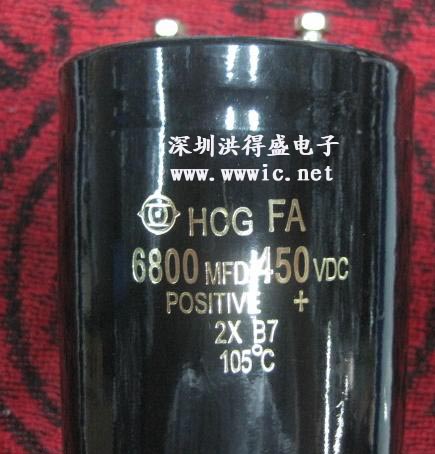 深圳洪得盛电子
www.wwwic.net
HCG FA
6800 MFD 450 VDC
POSITIVE +
2X B7
105°C